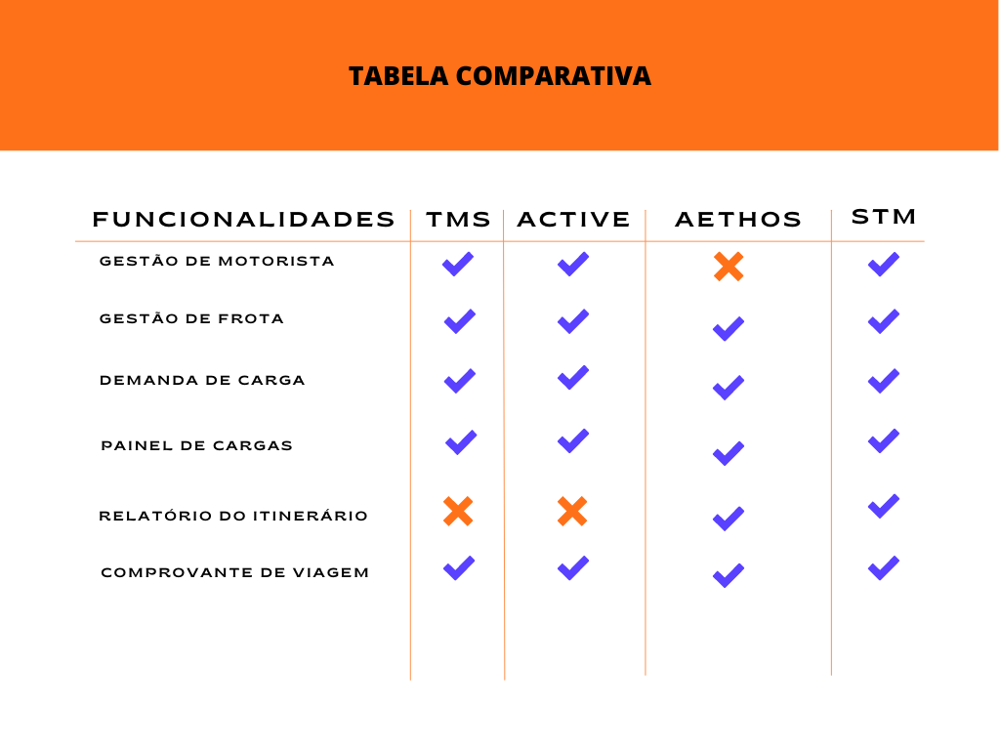 TABELA COMPARATIVA
FUNCIONALIDADES TMS ACTIVE AETHOS STM
GESTÃO DE MOTORISTA
GESTÃO DE FROTA
DEMANDA DE CARGA
PAINEL DE CARGAS
RELATÓRIO DO ITINERÁRIO
COMPROVANTE DE VIAGEM